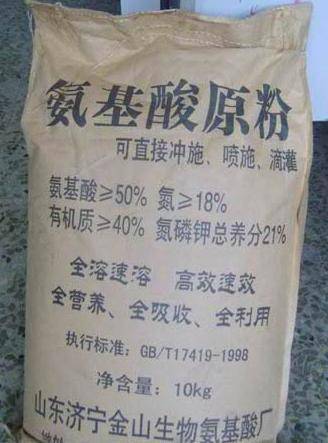 氨基酸原粉
可直接冲施、喷施、滴灌
氨基酸≥50% 氮≥18%
有机质≥40% 氮磷钾总养分21%
全溶速溶 高效速效
全营养、全吸收、全利用
执行标准：GB/T17419-1998
净含量：10kg
山东济宁金山生物氨基酸厂